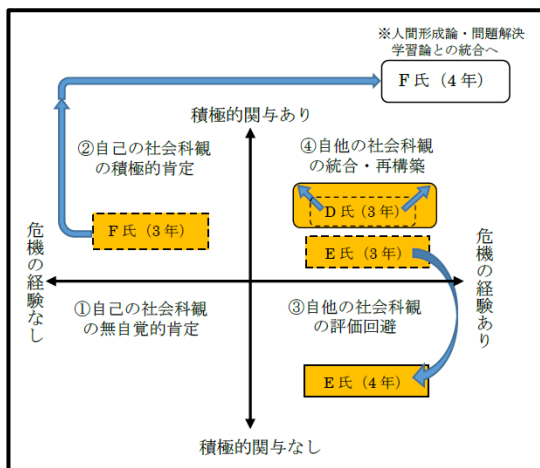 ※人間形成論・問題解決
学習論との統合へ
F 氏（4 年）
積極的関与あり
②自己の社会科観
の積極的肯定
④自他の社会科観
の統合・再構築
D 氏（3 年）
F 氏（3 年）
E 氏（3 年）
危機の経験なし
危機の経験あり
①自己の社会科観
の無自覚的肯定
③自他の社会科観
の評価回避
E 氏（4 年）
積極的関与なし